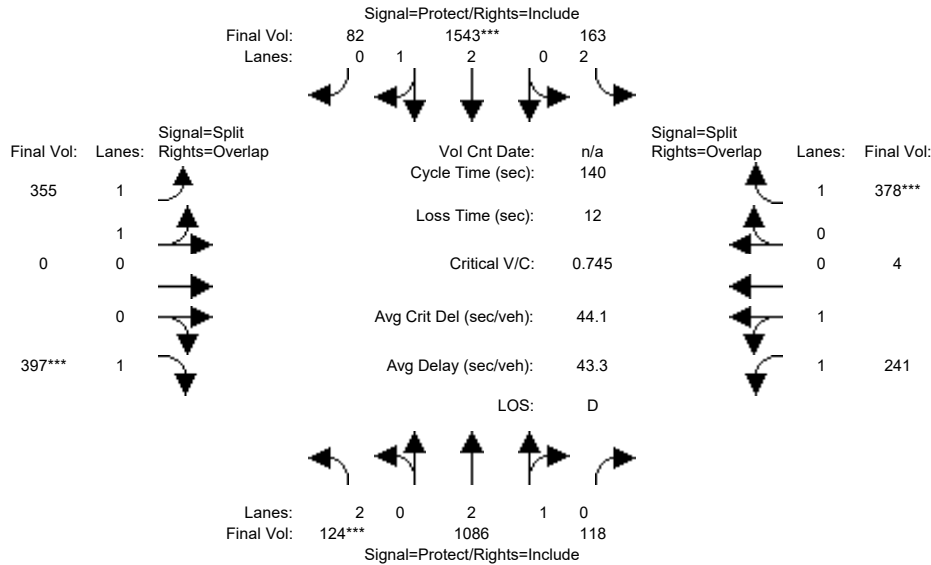 Signal=Protect/Rights=Include
Final Vol: 82 1543*** 163
Lanes: 0 1 2 0 2
Signal=Split
Final Vol: Lanes: Rights=Overlap
Vol Cnt Date: n/a
Signal=Split
Rights=Overlap Lanes: Final Vol:
Cycle Time (sec): 140
355 1
1 378***
Loss Time (sec): 12
1
0
0 0
Critical V/C: 0.745
0 4
0
Avg Crit Del (sec/veh): 44.1
1
397*** 1
Avg Delay (sec/veh): 43.3
1 241
LOS: D
Lanes: 2 0 2 1 0
Final Vol: 124*** 1086 118
Signal=Protect/Rights=Include